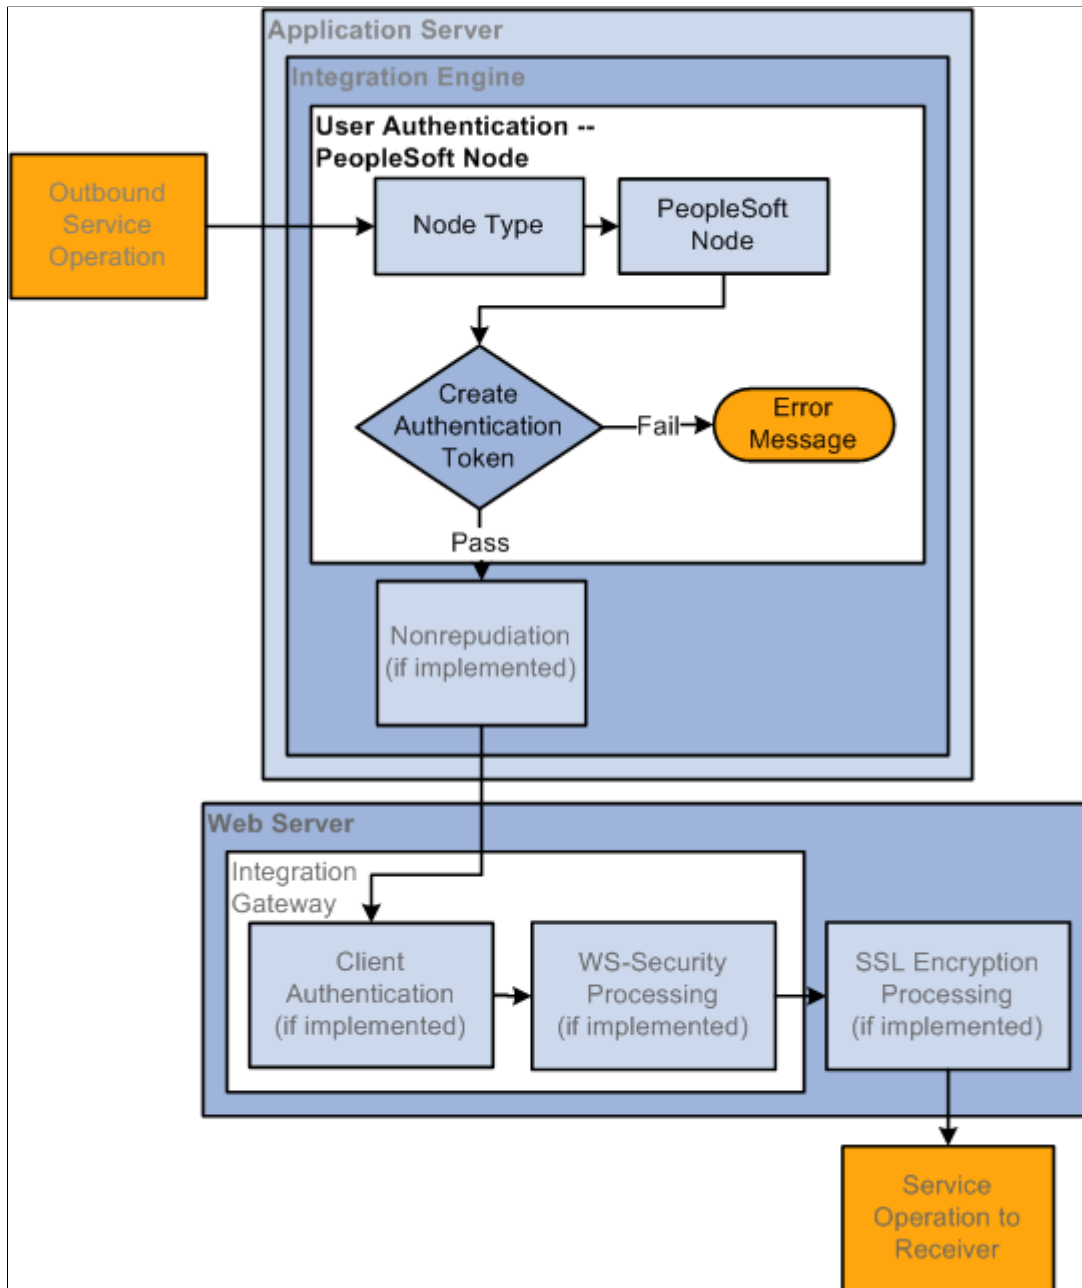 Application Server
Integration Engine
User Authentication --
PeopleSoft Node
Outbound
Service
Operation
Node Type
PeopleSoft
Node
Create
Authentication
Token
Fail
Error
Message
Pass
Nonrepudiation
(if implemented)
Web Server
Integration
Gateway
Client
Authentication
(if implemented)
WS-Security
Processing
(if implemented)
SSL Encryption
Processing
(if implemented)
Service
Operation to
Receiver